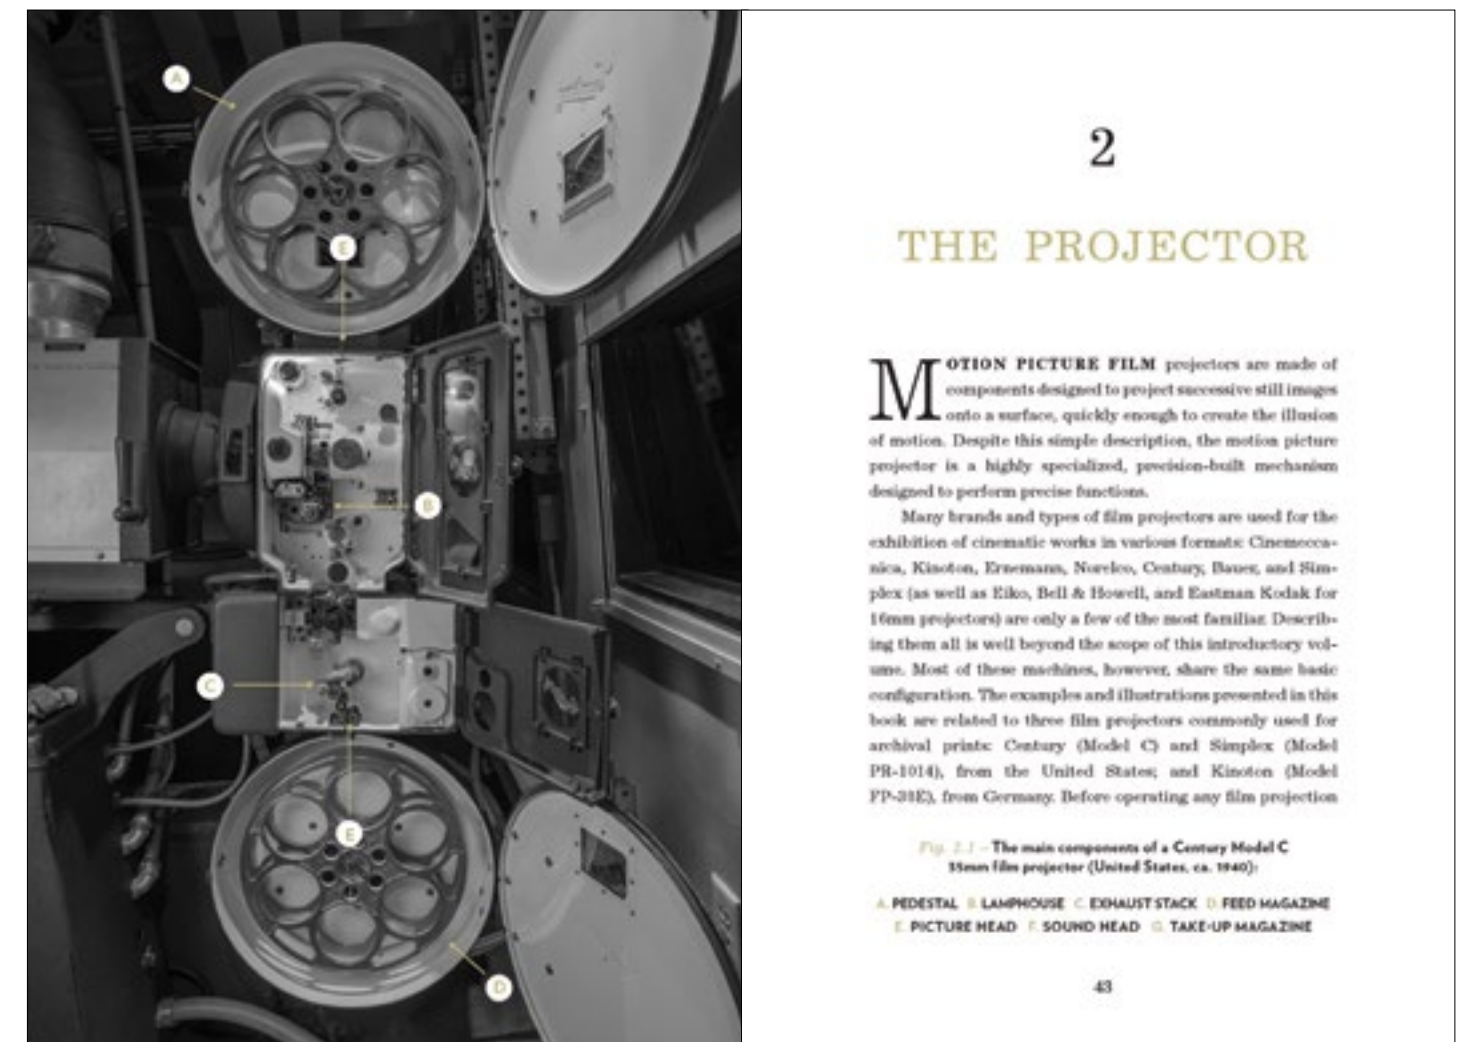 A
E
B
C
E
D
2
THE PROJECTOR
MOTION PICTURE FILM projectors are made of
components designed to project successive still images
onto a surface, quickly enough to create the illusion
of motion. Despite this simple description, the motion picture
projector is a highly specialized, precision-built mechanism
designed to perform precise functions.
Many brands and types of film projectors are used for the
exhibition of cinematic works in various formats: Cinemecca-
nica, Kinoton, Ernemann, Norelco, Century, Bauer, and Sim-
plex (as well as Eiko, Bell & Howell, and Eastman Kodak for
16mm projectors) are only a few of the most familiar. Describ-
ing them all is well beyond the scope of this introductory vol-
ume. Most of these machines, however, share the same basic
configuration. The examples and illustrations presented in this
book are related to three film projectors commonly used for
archival prints: Century (Model C) and Simplex (Model
PR-1014), from the United States; and Kinoton (Model
FP-38E), from Germany. Before operating any film projection
Fig. 2.1 – The main components of a Century Model C
35mm film projector (United States, ca. 1940):
A. PEDESTAL B. LAMPHOUSE C. EXHAUST STACK D. FEED MAGAZINE
E. PICTURE HEAD F. SOUND HEAD G. TAKE-UP MAGAZINE
43